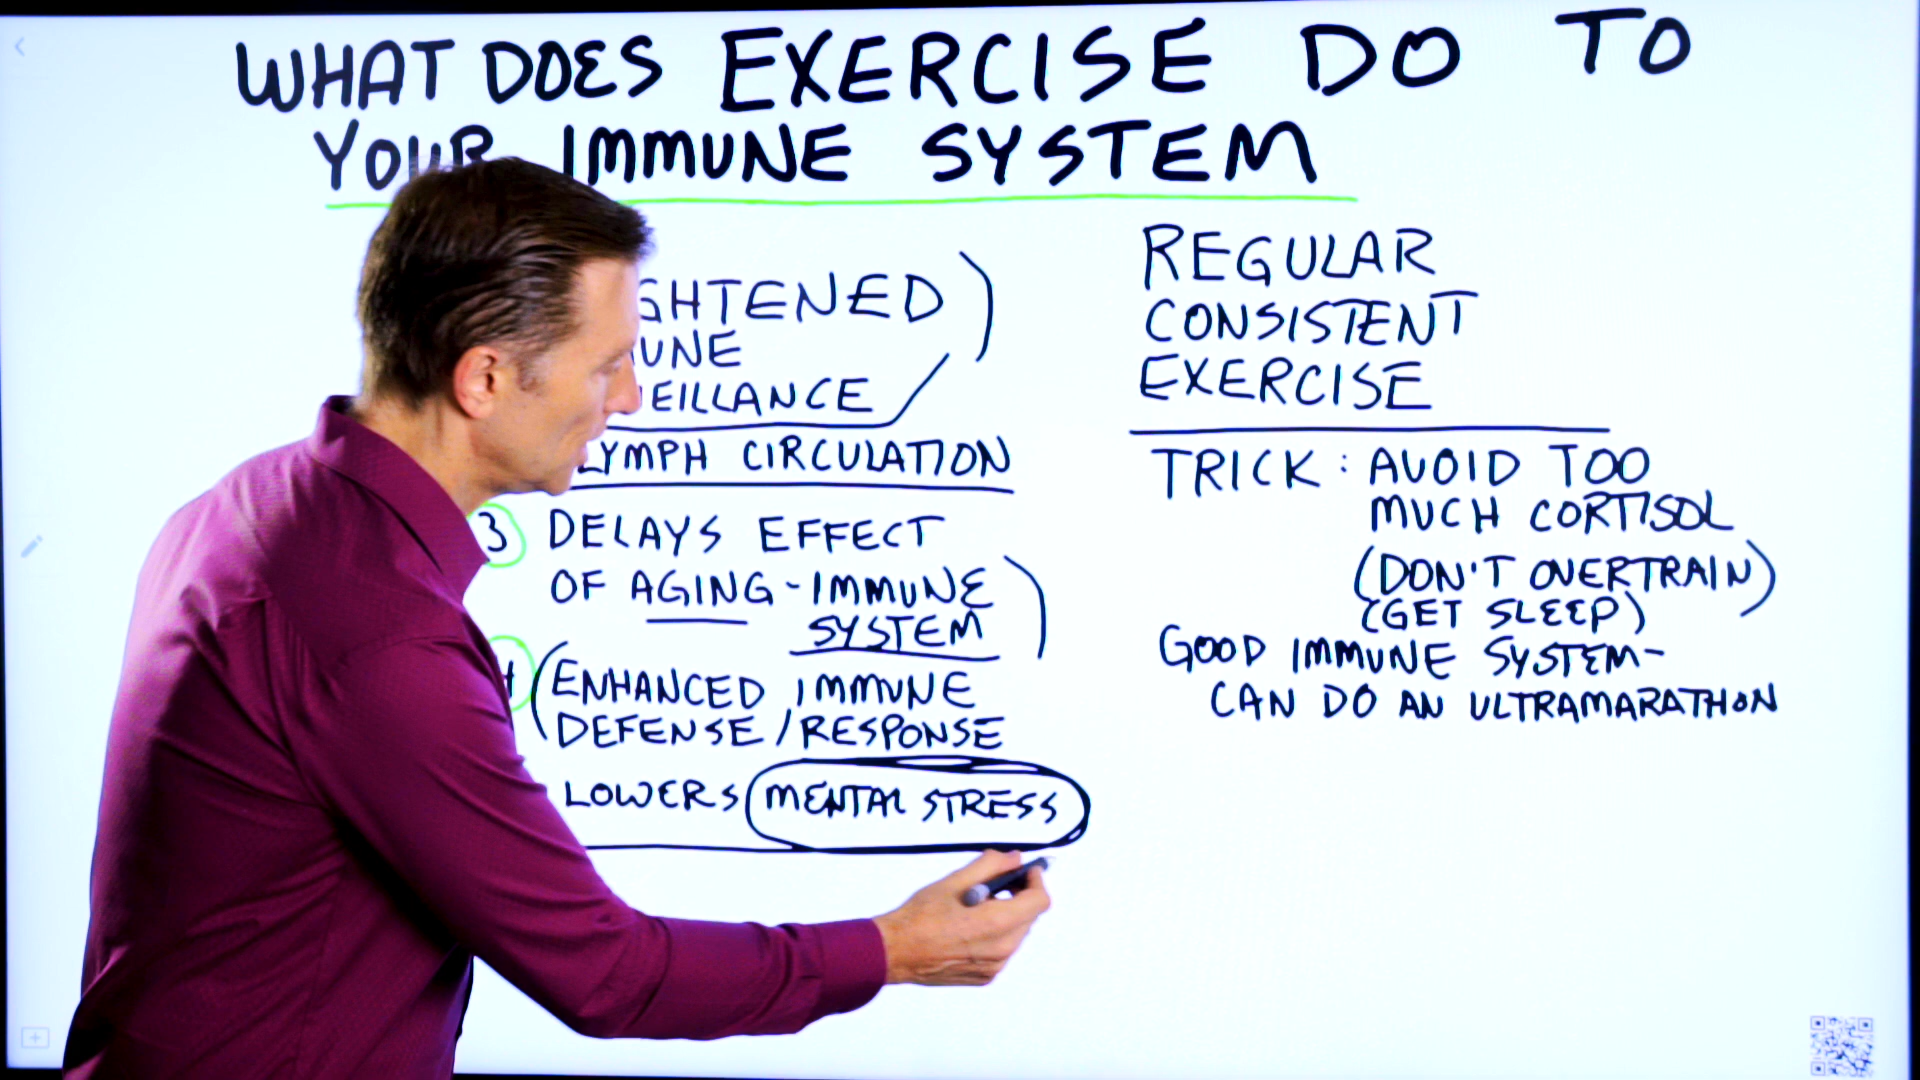 WHAT DOES EXERCISE DO TO
YOUR IMMUNE SYSTEM
GHTENED
UNE
EILLANCE
LYMPH CIRCULATION
3 DELAYS EFFECT
OF AGING-IMMUNE
SYSTEM
4 (ENHANCED IMMUNE
DEFENSE/RESPONSE
LOWERS MENTAL STRESS
REGULAR
CONSISTENT
EXERCISE
TRICK: AVOID TOO
MUCH CORTISOL
(DON'T OVERTRAIN)
(GET SLEEP)
GOOD IMMUNE SYSTEM-
CAN DO AN ULTRAMARATHON